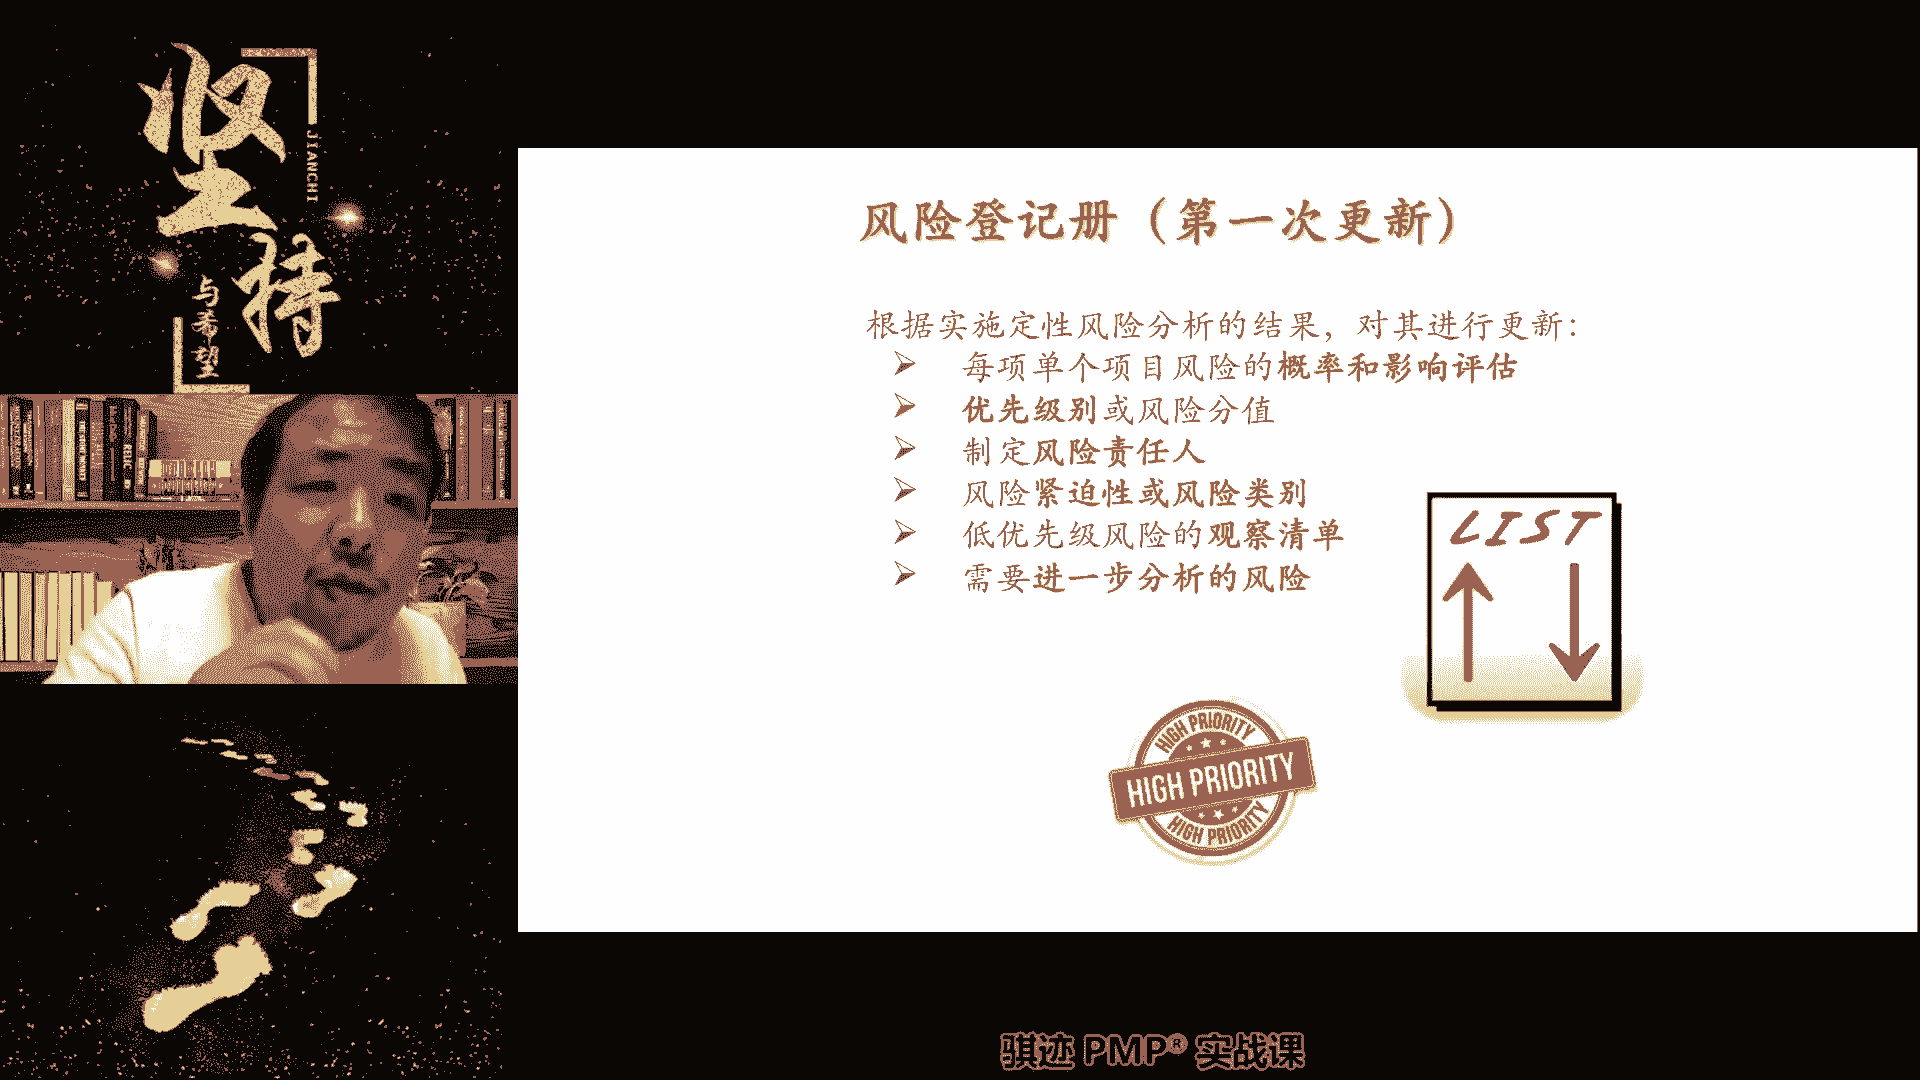 坚持
JIANCHI
与希望
风险登记册（第一次更新）
根据实施定性风险分析的结果，对其进行更新：
➢ 每项单个项目风险的概率和影响评估
➢ 优先级别或风险分值
➢ 制定风险责任人
➢ 风险紧迫性或风险类别
➢ 低优先级风险的观察清单
➢ 需要进一步分析的风险
LIST
HIGH PRIORITY
HIGH PRIORITY
HIGH PRIORITY
骐迹 PMP® 实战课